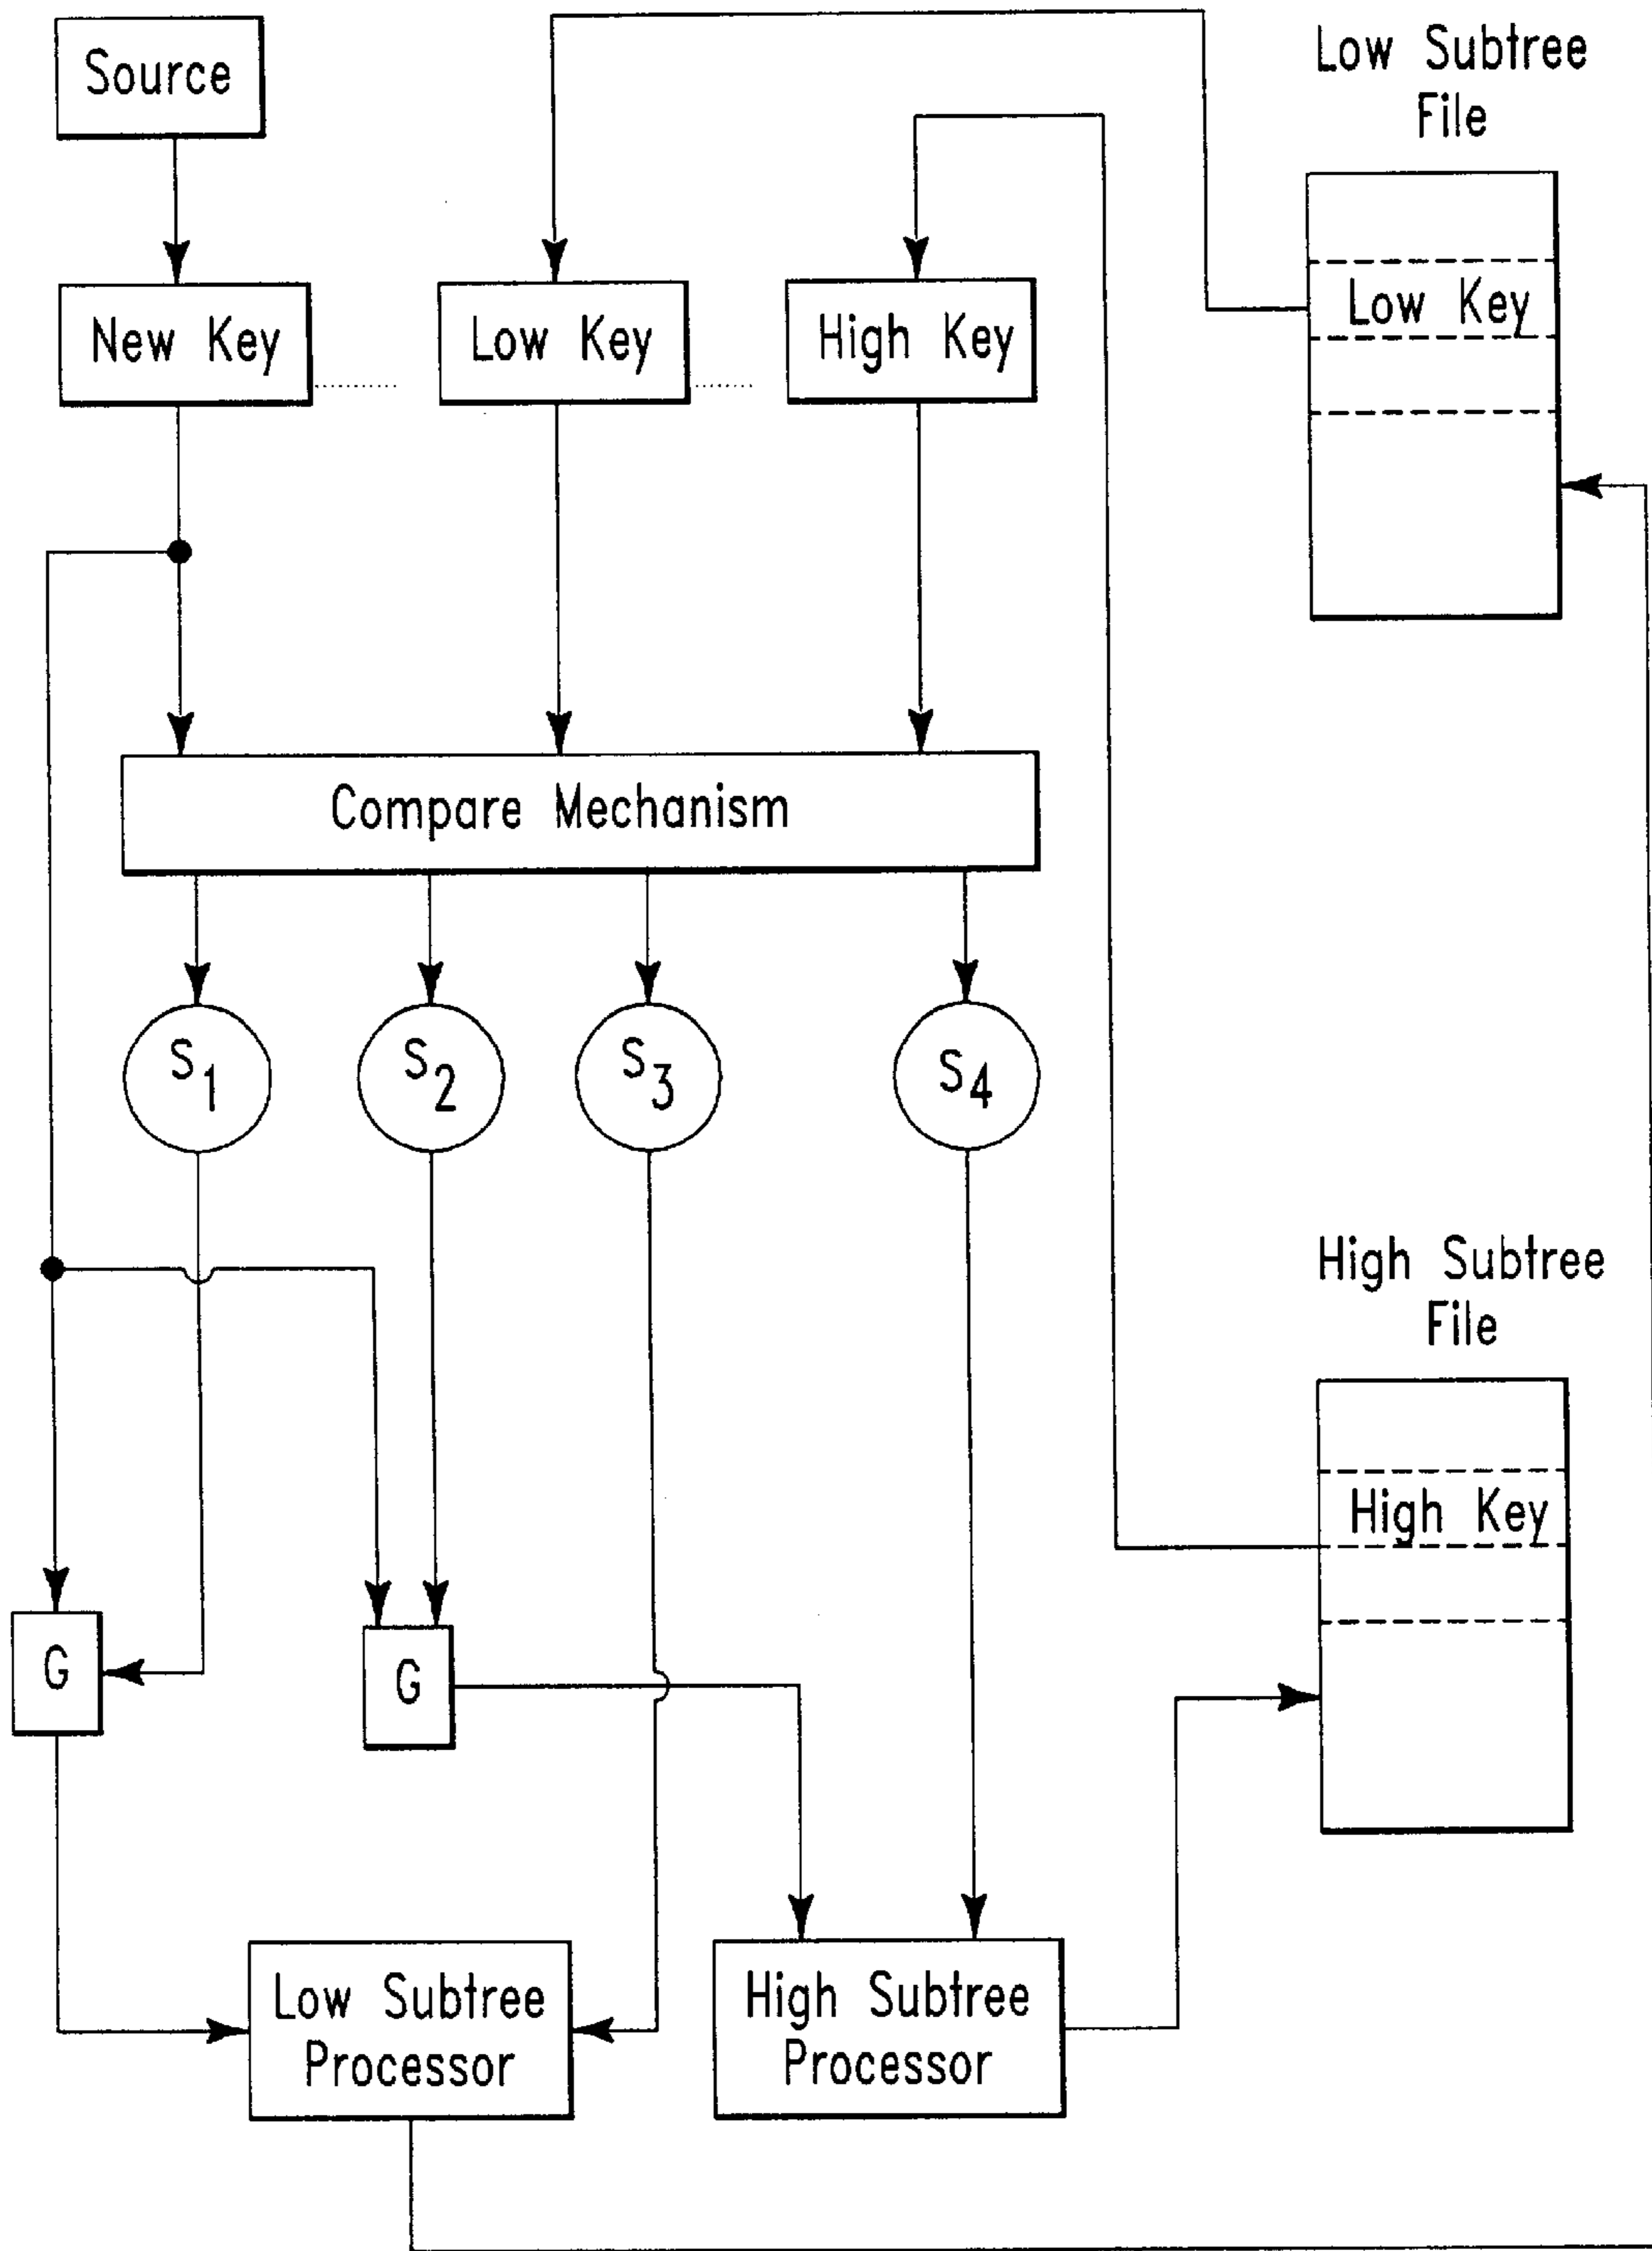 Source
Low Subtree
File
New Key
Low Key
High Key
Low Key
Compare Mechanism
S1
S2
S3
S4
High Subtree
File
High Key
G
G
Low Subtree
Processor
High Subtree
Processor